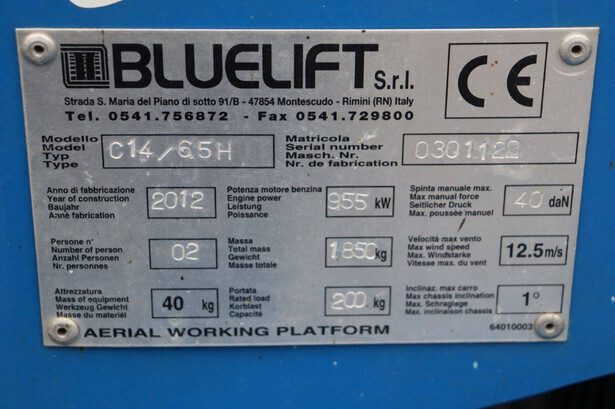 BLUELIFT S.r.l.
CE
Strada S. Maria del Piano di sotto 91/B - 47854 Montescudo - Rimini (RN) Italy
Tel. 0541.756872 - Fax 0541.729800
Modello
Model
Typ
Type
C14/65H
Matricola
Serial number
Masch. Nr.
Nr. de fabrication
0301122
Anno di fabbricazione
Year of construction
Baujahr
Anné fabrication
2012
Potenza motore benzina
Engine power
Leistung
Poissance
955 kW
Spinta manuale max.
Max manual force
Seitlicher Druck
Max. poussée manuel
40 daN
Persone n°
Number of person
Anzahl Personen
Nr. personnes
02
Massa
Total mass
Gewicht
Masse totale
1850 kg
Velocità max vento
Max wind speed
Max. Windstarke
Vitesse max. du vent
12.5 m/s
Attrezzatura
Mass of equipment
Werkzeug Gewicht
Masse du matériél
40 kg
Portata
Rated load
Korblast
Capacité
200 kg
Inclinaz. max carro
Max chassis inclination
Max. Schraglage
Max. inclinaison chassis
1°
AERIAL WORKING PLATFORM
64010003